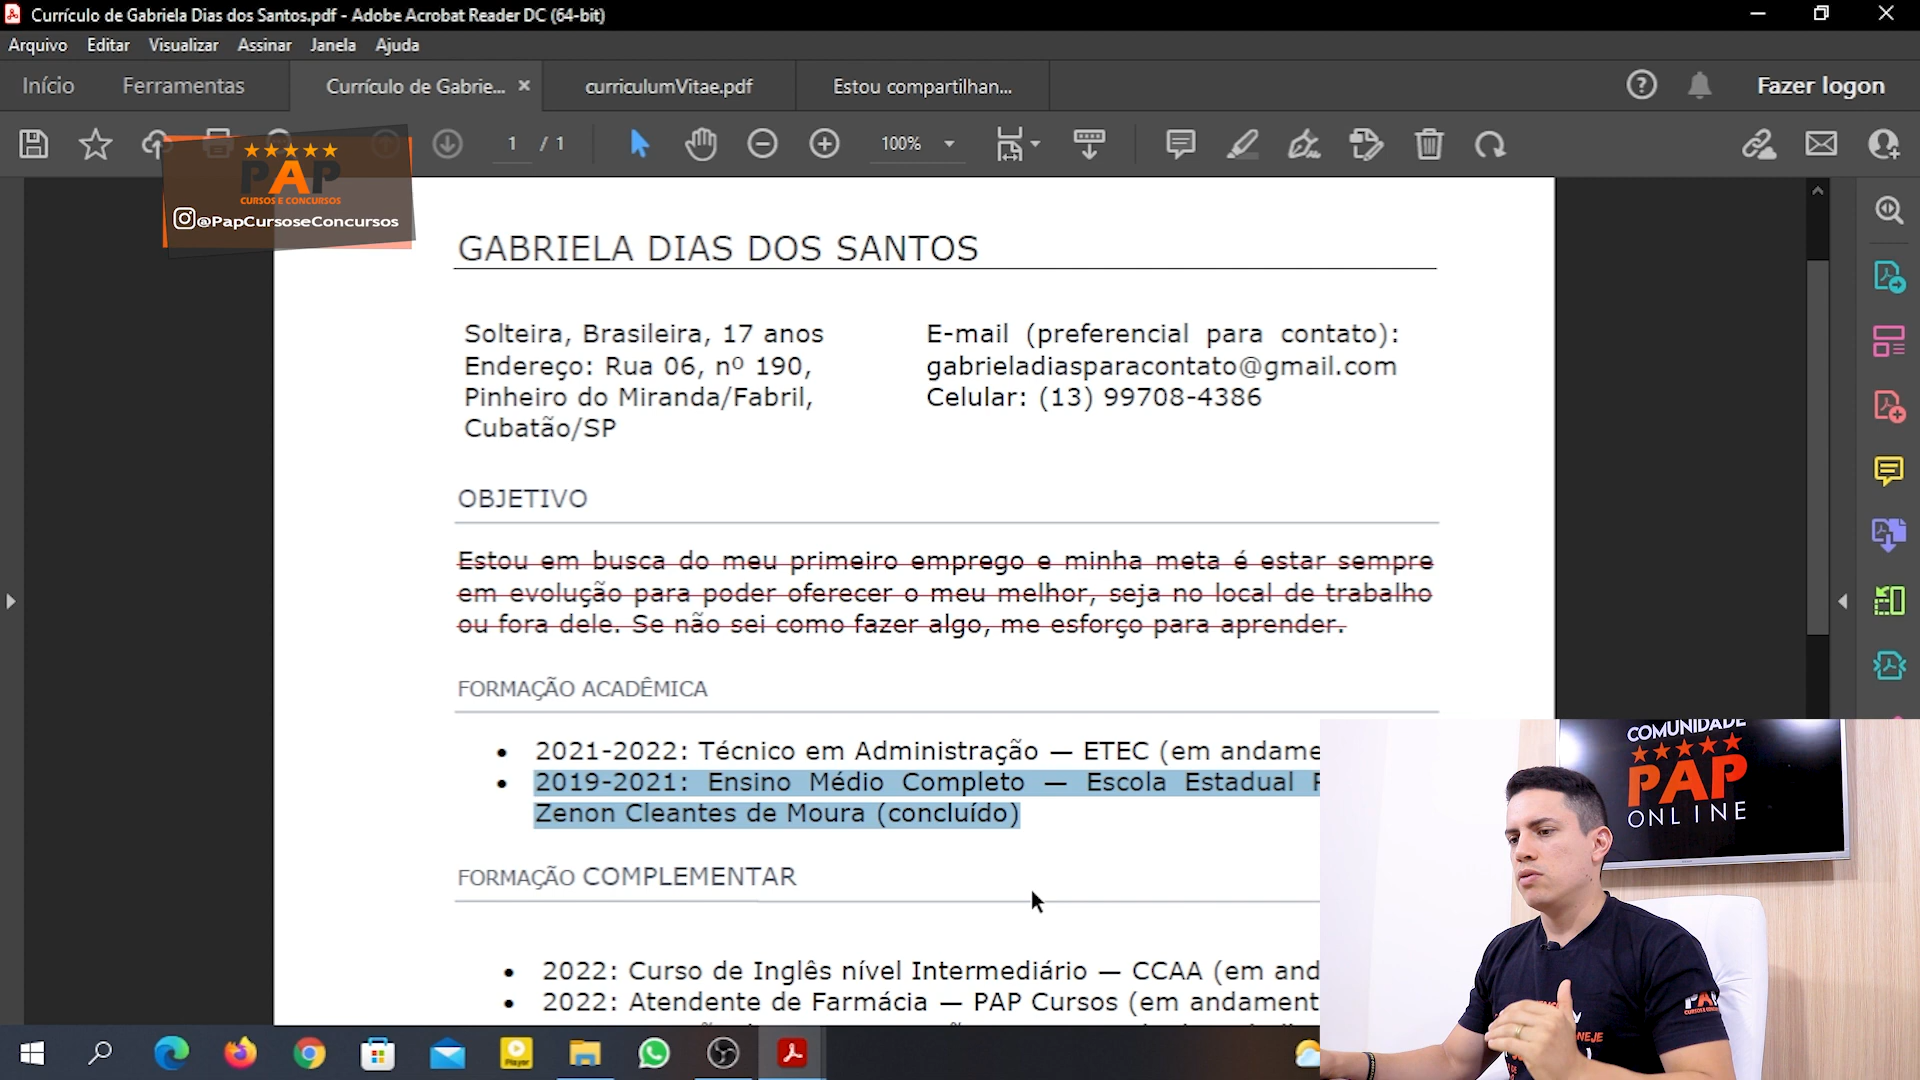 Currículo de Gabriela Dias dos Santos.pdf - Adobe Acrobat Reader DC (64-bit)
Arquivo Editar Visualizar Assinar Janela Ajuda
Início Ferramentas Currículo de Gabrie... × curriculumVitae.pdf Estou compartilhan... Fazer logon
1 / 1 100%
PAP
CURSOS E CONCURSOS
@PapCursoseConcursos
GABRIELA DIAS DOS SANTOS
Solteira, Brasileira, 17 anos
Endereço: Rua 06, nº 190,
Pinheiro do Miranda/Fabril,
Cubatão/SP
E-mail (preferencial para contato):
gabrieladiasparacontato@gmail.com
Celular: (13) 99708-4386
OBJETIVO
Estou em busca do meu primeiro emprego e minha meta é estar sempre
em evolução para poder oferecer o meu melhor, seja no local de trabalho
ou fora dele. Se não sei como fazer algo, me esforço para aprender.
FORMAÇÃO ACADÊMICA
• 2021-2022: Técnico em Administração — ETEC (em andame
• 2019-2021: Ensino Médio Completo — Escola Estadual
Zenon Cleantes de Moura (concluído)
FORMAÇÃO COMPLEMENTAR
• 2022: Curso de Inglês nível Intermediário — CCAA (em and
• 2022: Atendente de Farmácia — PAP Cursos (em andament
COMUNIDADE
PAP
ONLINE
Player